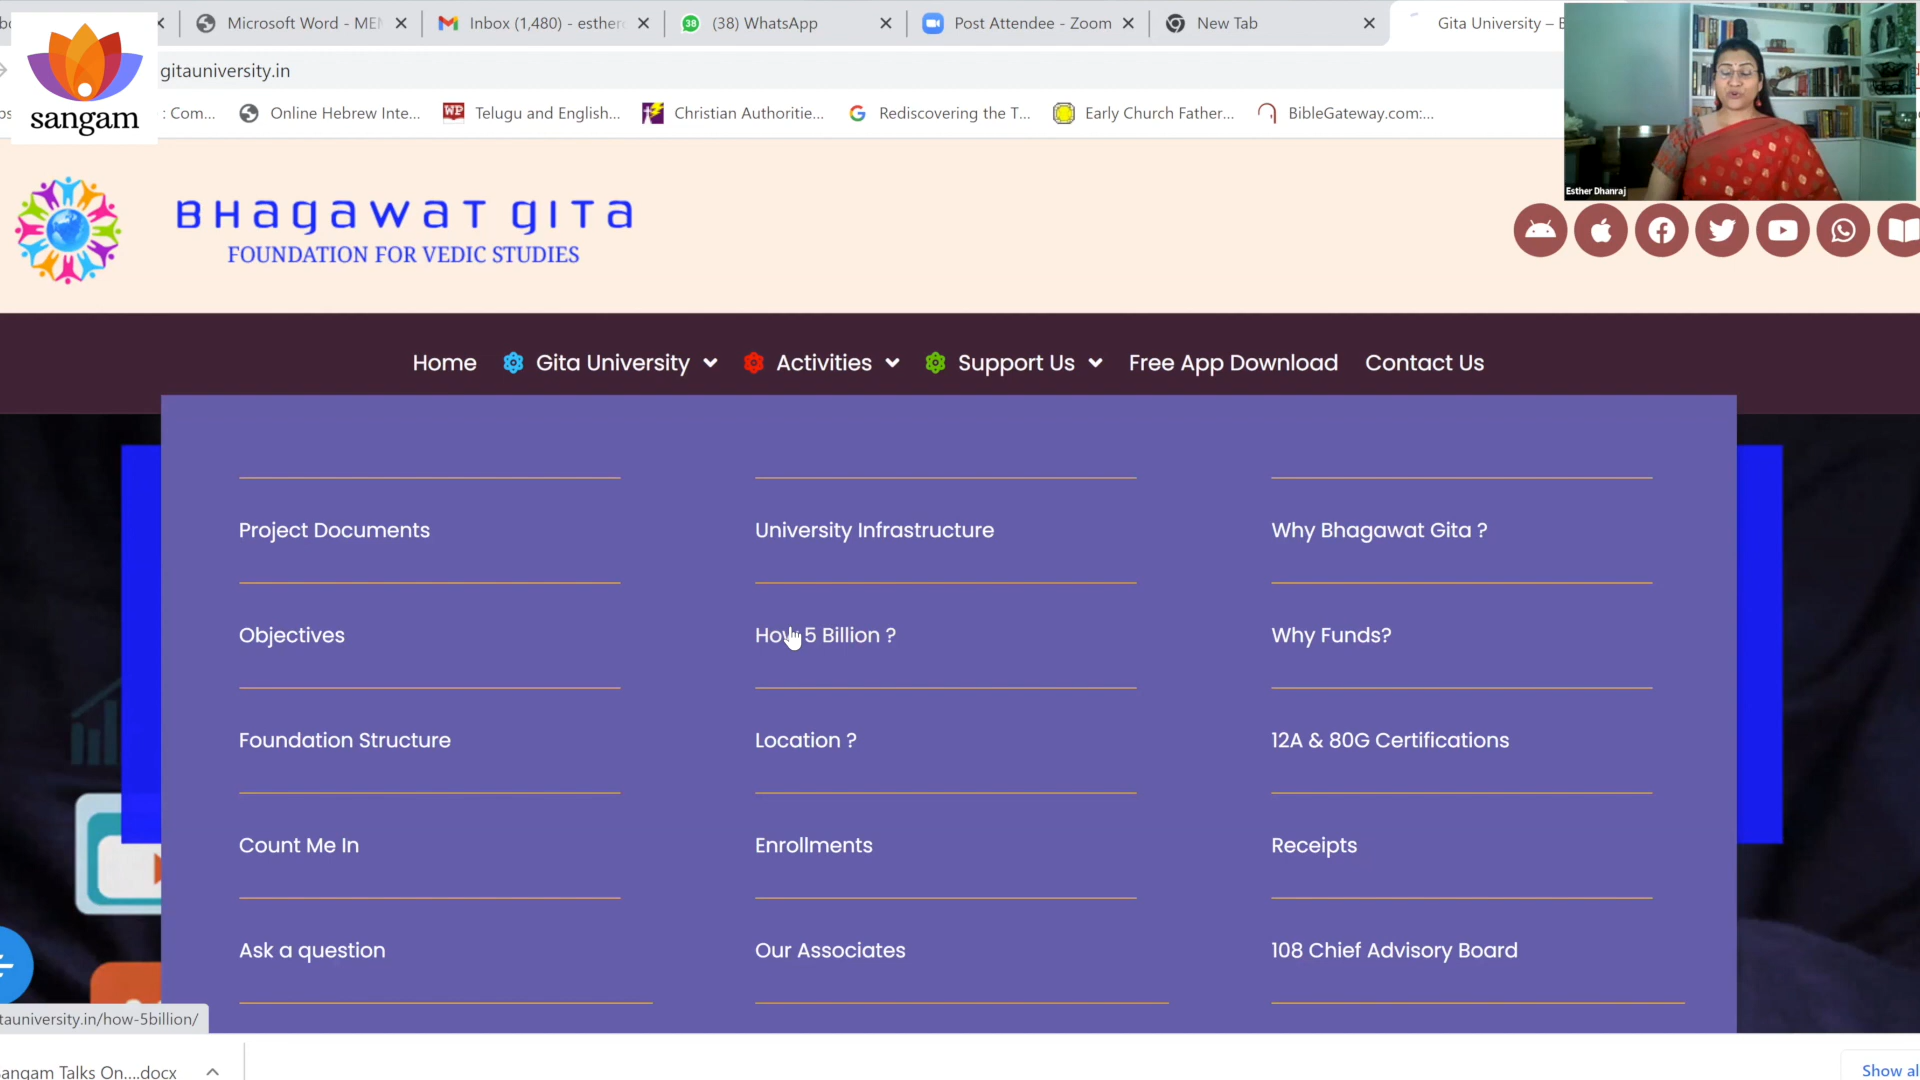 Microsoft Word - MEM
Inbox (1,480) - esther
38
(38) WhatsApp
Post Attendee - Zoom
New Tab
Gita University –
sangam
gitauniversity.in
: Com...
Online Hebrew Inte...
WP
Telugu and English...
Christian Authoritie...
Rediscovering the T...
Early Church Father...
BibleGateway.com:...
Esther Dhanraj
BHAGAWAT GITA
FOUNDATION FOR VEDIC STUDIES
Home
Gita University
Activities
Support Us
Free App Download
Contact Us
Project Documents
University Infrastructure
Why Bhagawat Gita ?
Objectives
How 5 Billion ?
Why Funds?
Foundation Structure
Location ?
12A & 80G Certifications
Count Me In
Enrollments
Receipts
Ask a question
Our Associates
108 Chief Advisory Board
tauniversity.in/how-5billion/
angam Talks On....docx
Show al